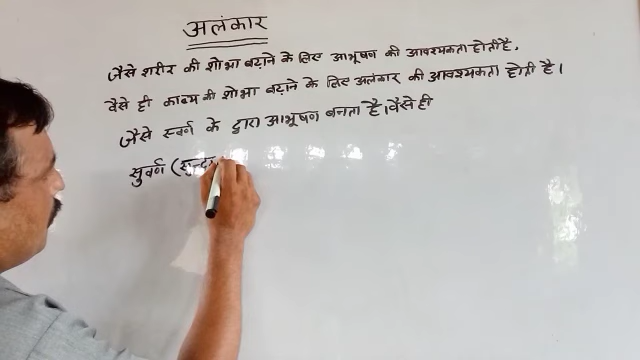 अलंकार
जैसे शरीर की शोभा बढ़ाने के लिए आभूषण की आवश्यकता होती है,
वैसे ही काव्य की शोभा बढ़ाने के लिए अलंकार की आवश्यकता होती है।
जैसे स्वर्ण के द्वारा आभूषण बनता है। वैसे ही
सुवर्ण (सुन्द